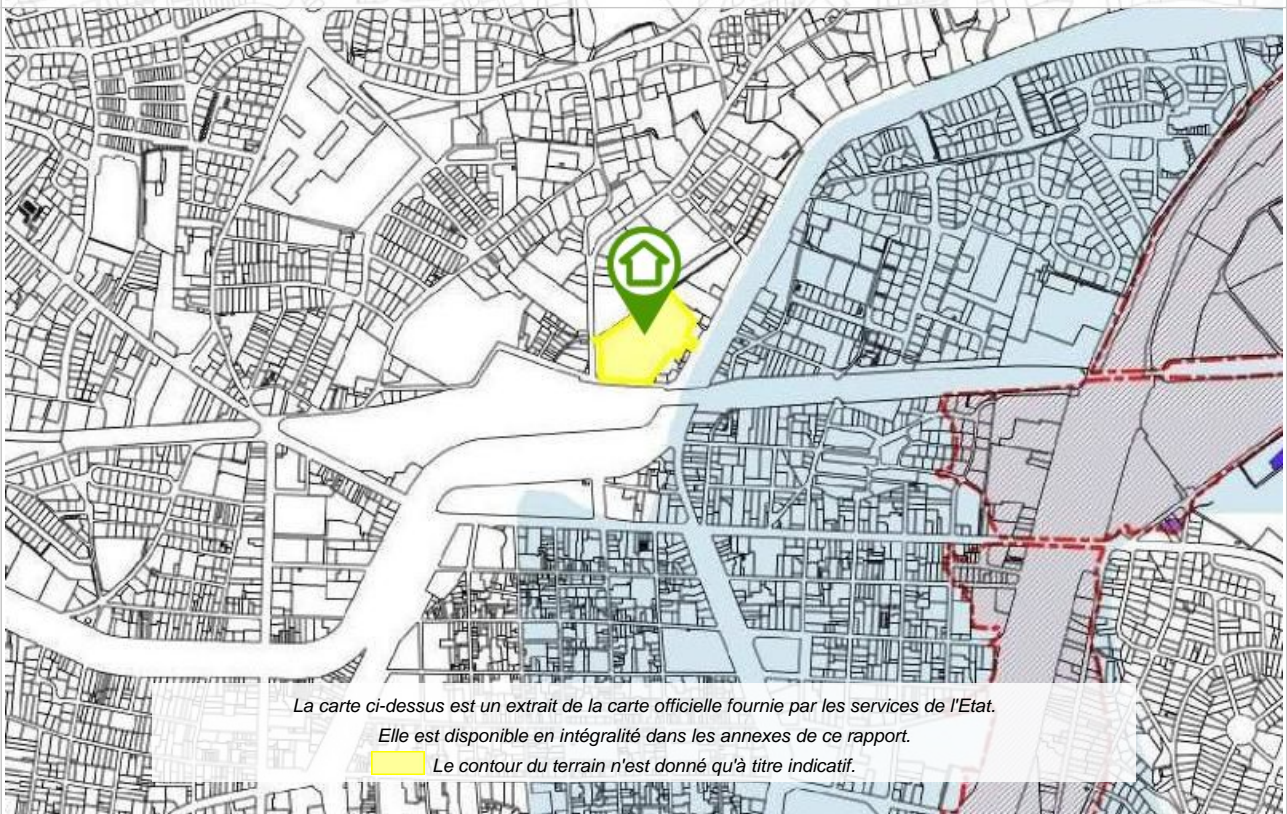 La carte ci-dessus est un extrait de la carte officielle fournie par les services de l'Etat.
Elle est disponible en intégralité dans les annexes de ce rapport.
Le contour du terrain n'est donné qu'à titre indicatif.